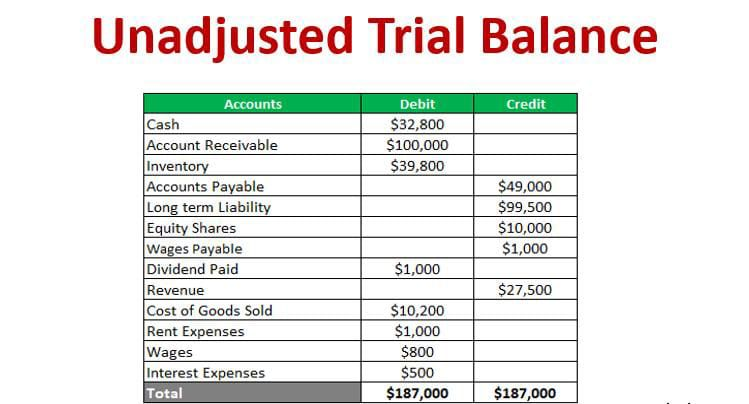 Unadjusted Trial Balance
Accounts Debit Credit
Cash $32,800
Account Receivable $100,000
Inventory $39,800
Accounts Payable $49,000
Long term Liability $99,500
Equity Shares $10,000
Wages Payable $1,000
Dividend Paid $1,000
Revenue $27,500
Cost of Goods Sold $10,200
Rent Expenses $1,000
Wages $800
Interest Expenses $500
Total $187,000 $187,000